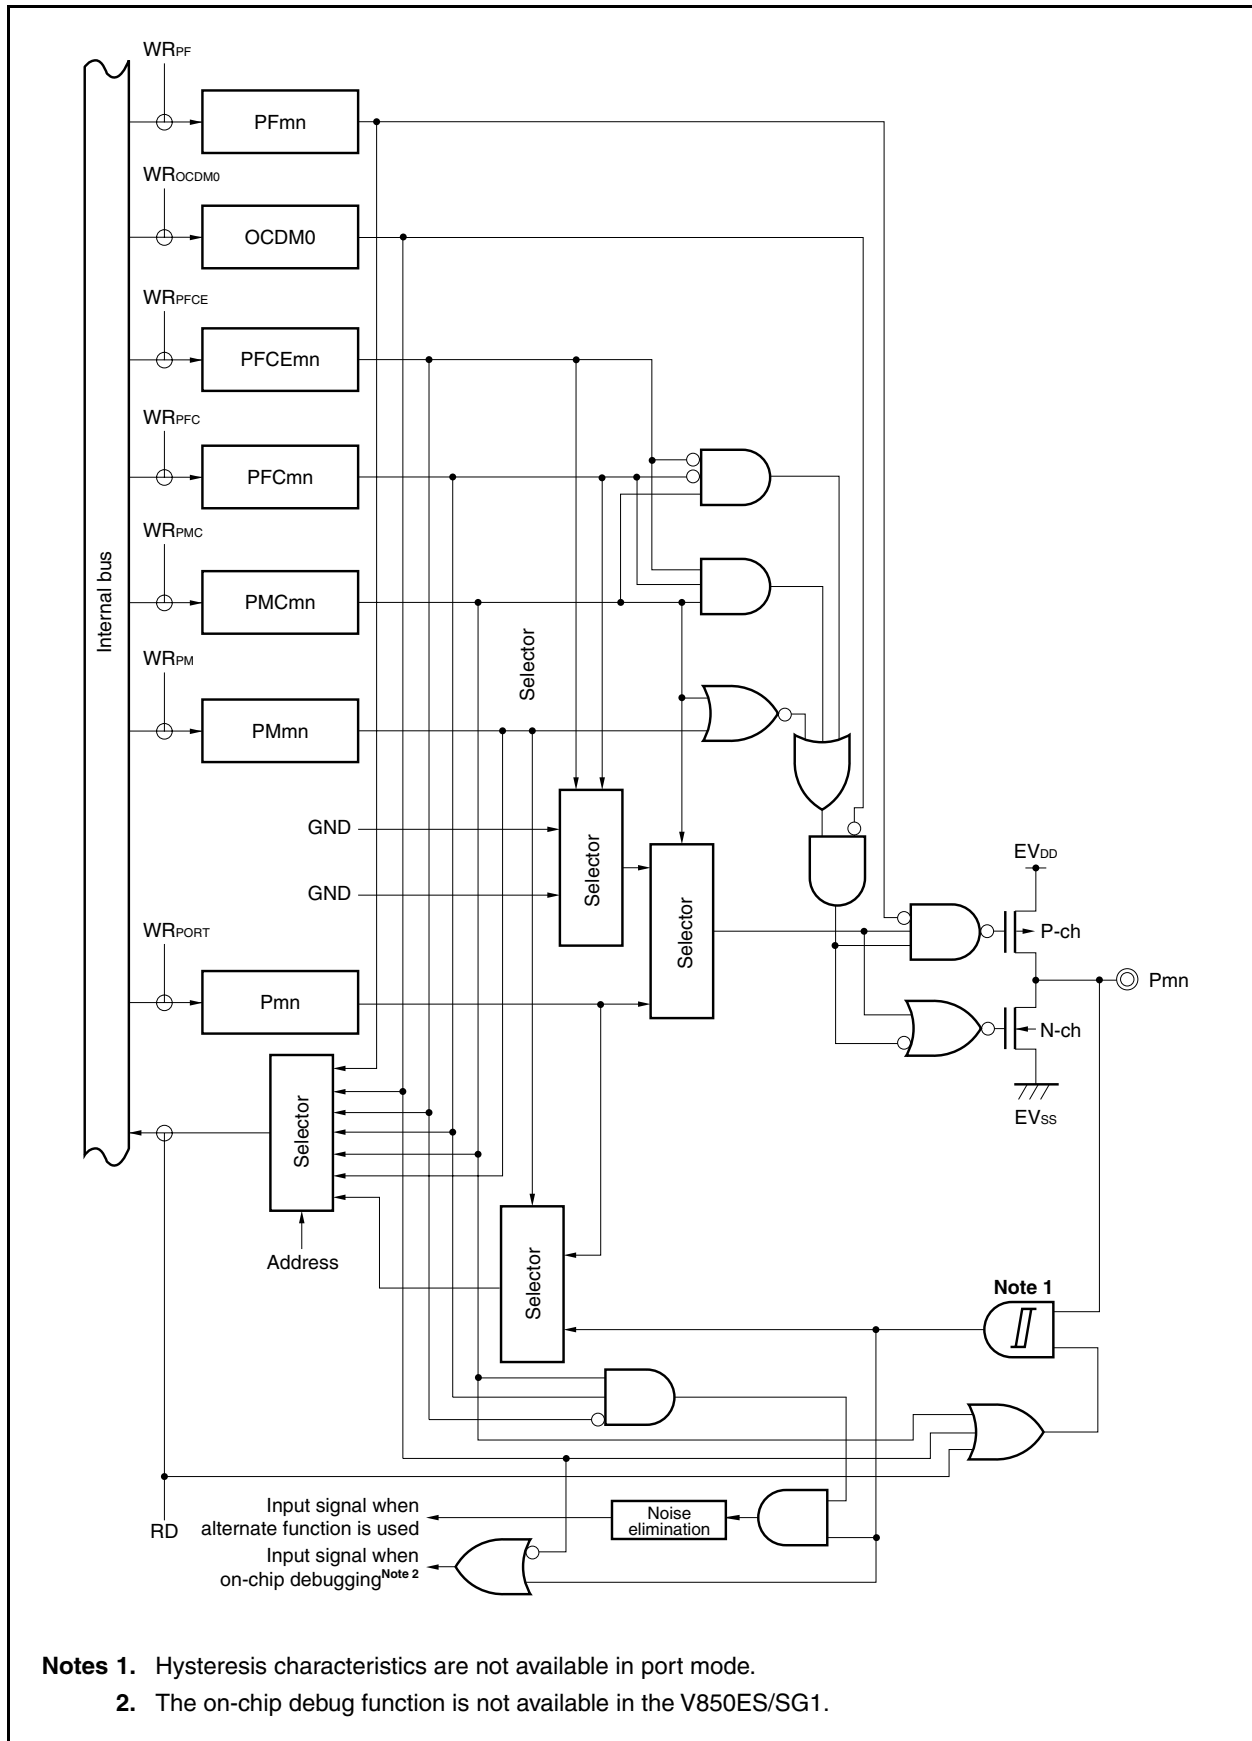 WRPF
PFmn
WROCDM0
OCDM0
WRPFCE
PFCEmn
WRPFC
PFCmn
WRPMC
Internal bus
PMCmn
Selector
WRPM
PMmn
GND
Selector
GND
Selector
EVDD
P-ch
WRPORT
Pmn
Pmn
N-ch
EVSS
Selector
Address
Selector
Note 1
Input signal when
alternate function is used
Noise
elimination
RD
Input signal when
on-chip debugging Note 2
Notes 1. Hysteresis characteristics are not available in port mode.
2. The on-chip debug function is not available in the V850ES/SG1.